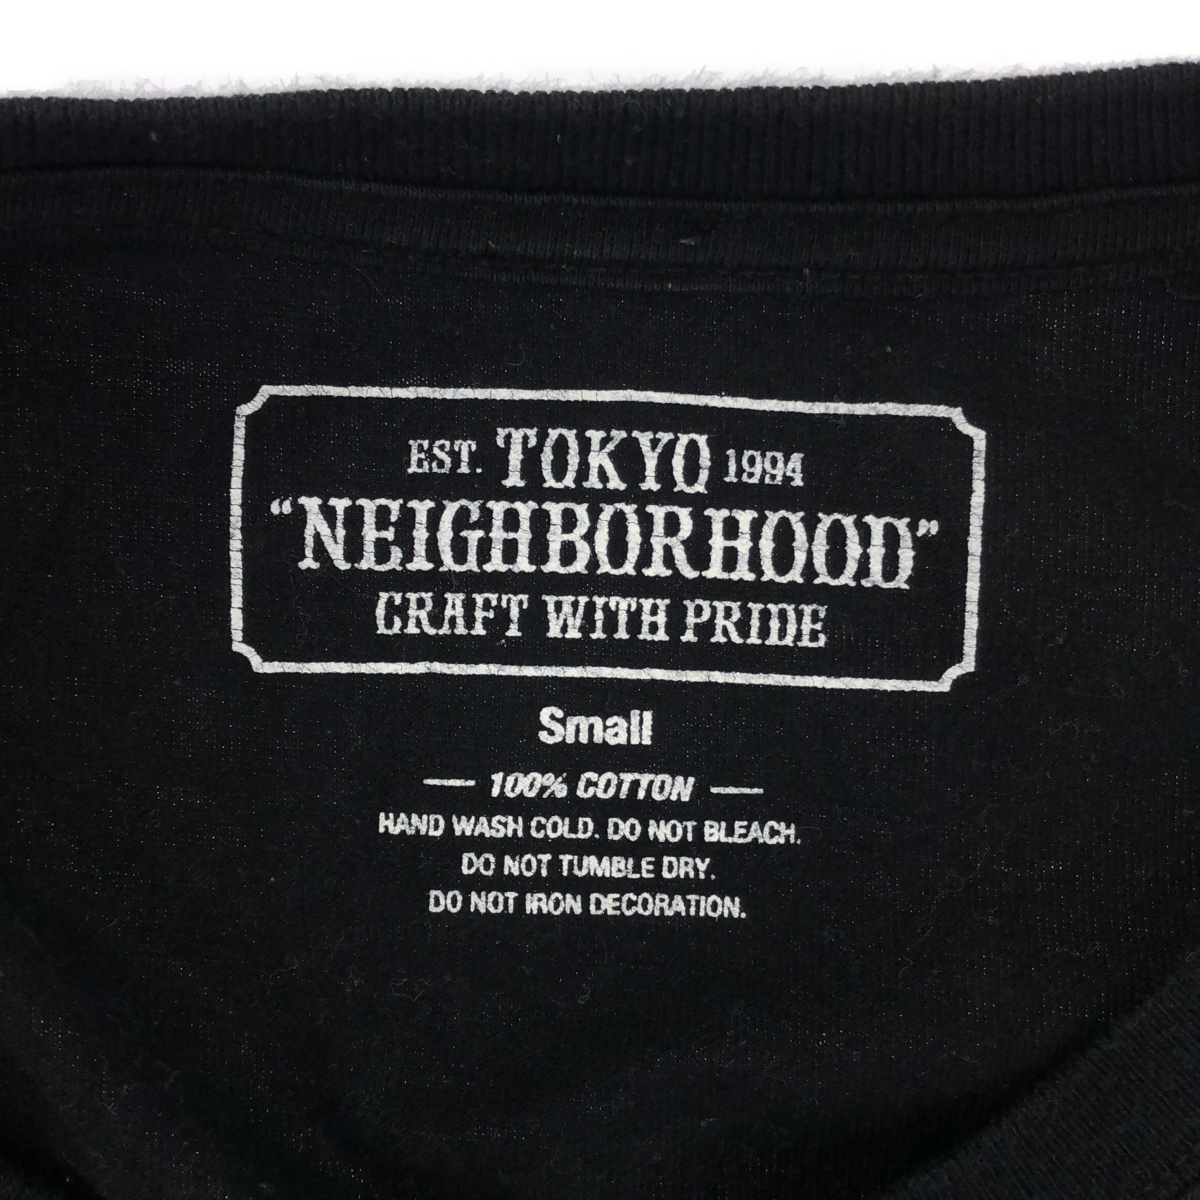 EST. TOKYO 1994
“NEIGHBORHOOD”
CRAFT WITH PRIDE
Small
— 100% COTTON —
HAND WASH COLD. DO NOT BLEACH.
DO NOT TUMBLE DRY.
DO NOT IRON DECORATION.